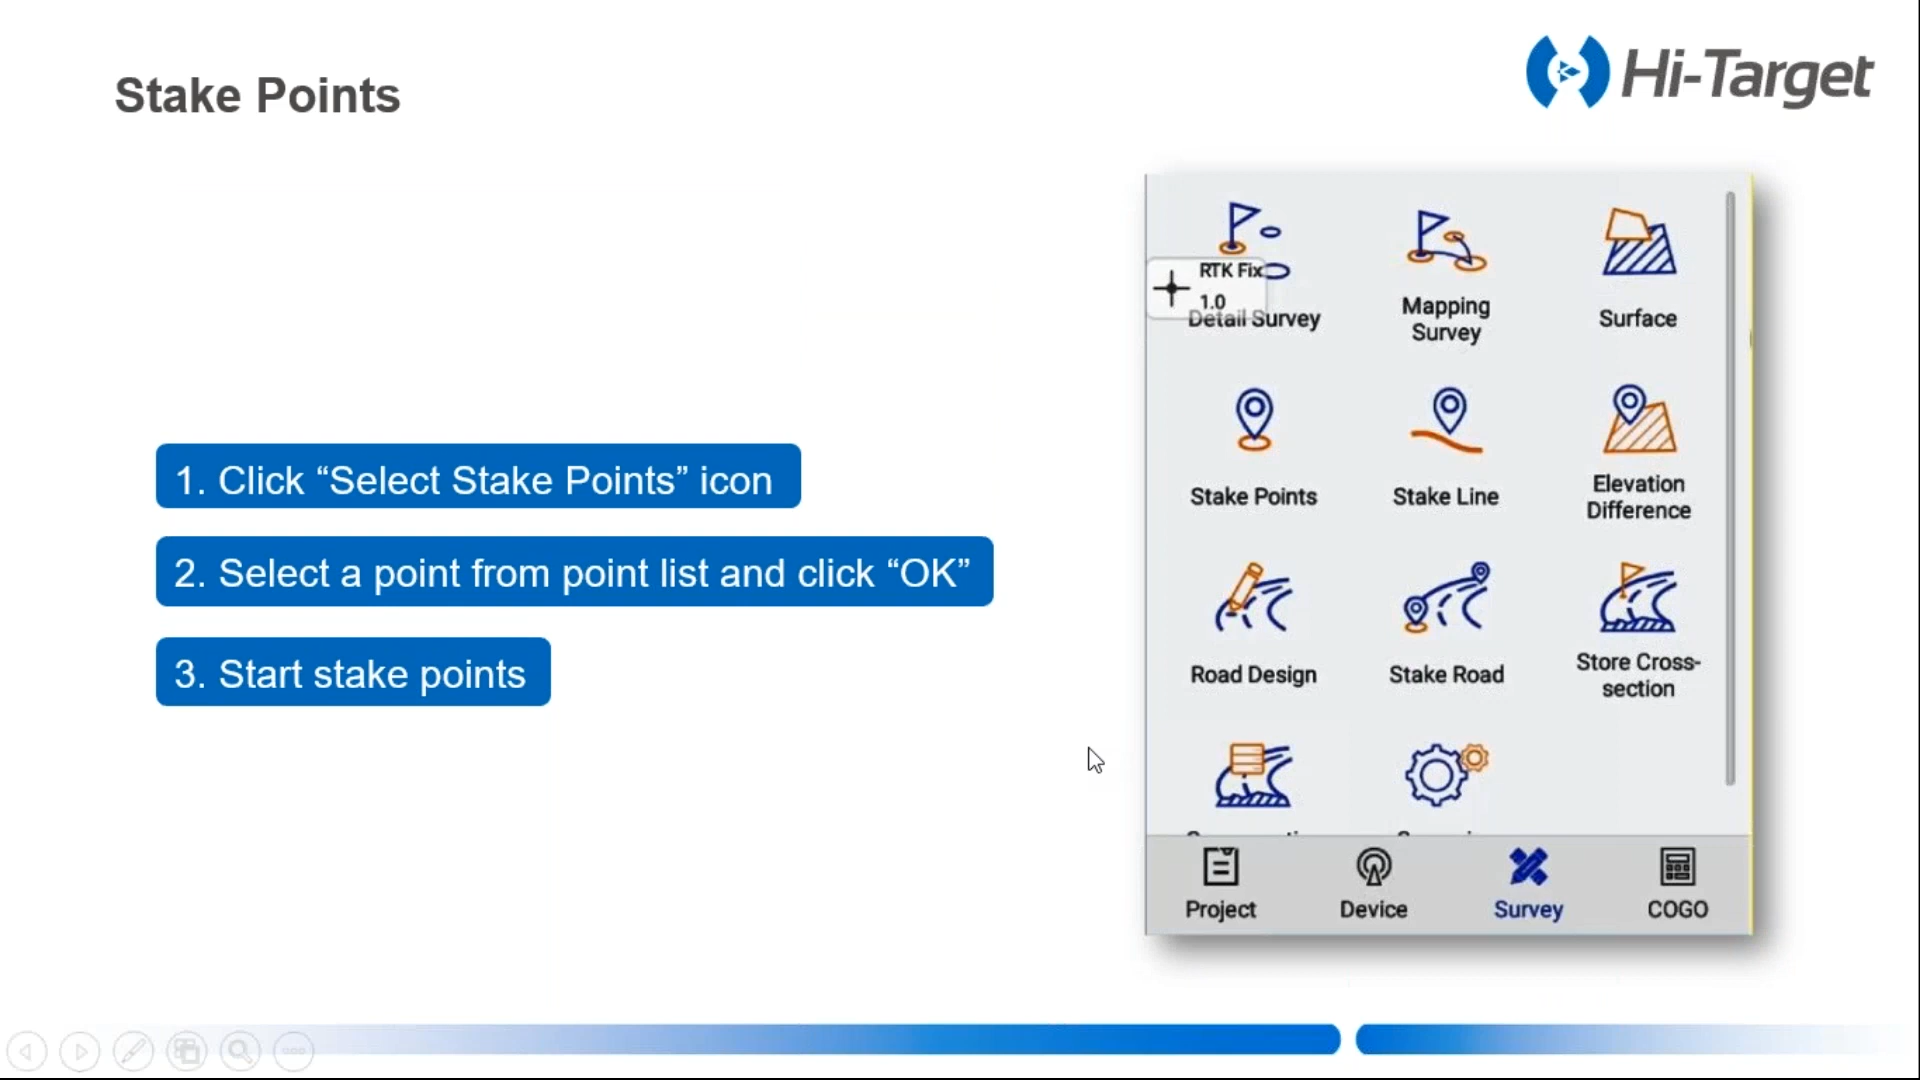 Stake Points
Hi-Target
1. Click “Select Stake Points” icon
2. Select a point from point list and click “OK”
3. Start stake points
RTK Fix
1.0
Detail Survey
Mapping
Survey
Surface
Stake Points
Stake Line
Elevation
Difference
Road Design
Stake Road
Store Cross-
section
Project
Device
Survey
COGO